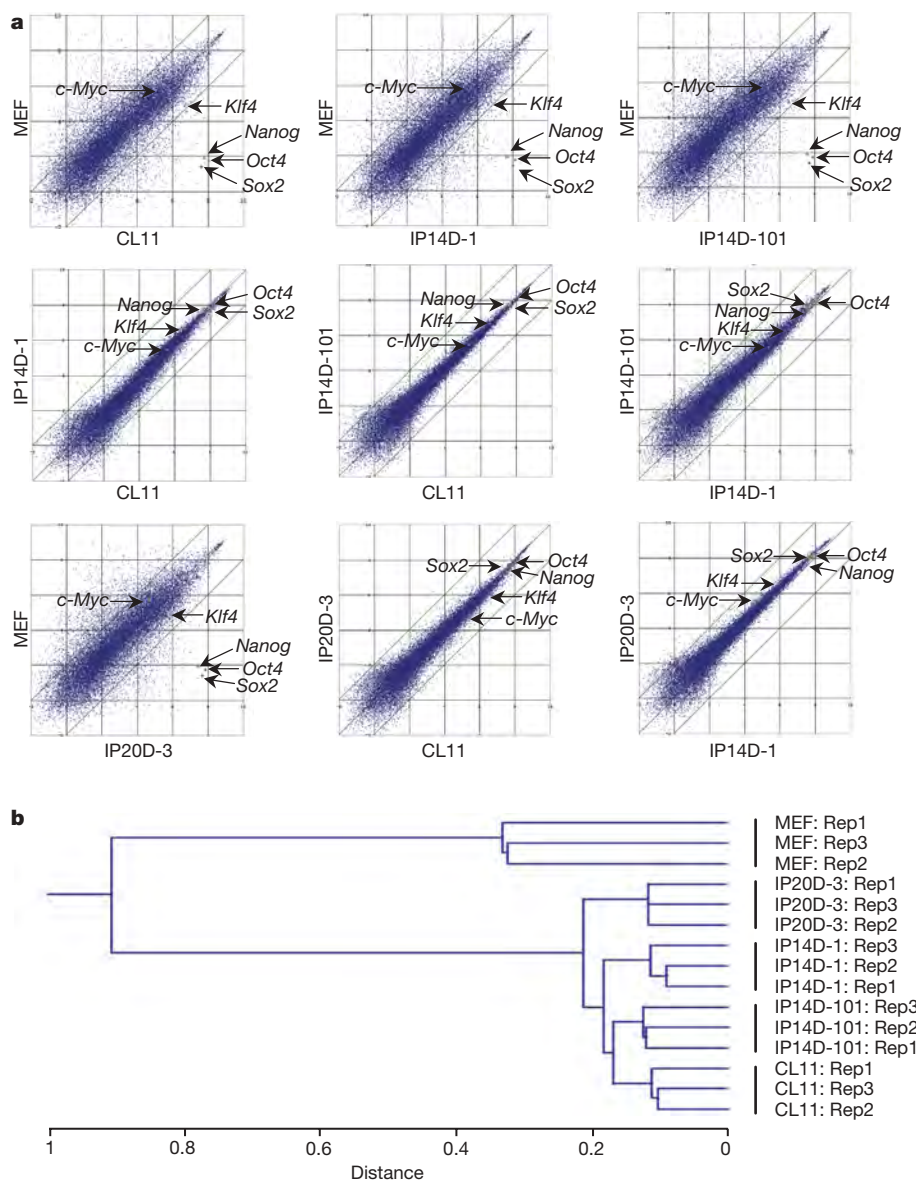 a
c-Myc
Klf4
Nanog
Oct4
Sox2
MEF
CL11
c-Myc
Klf4
Nanog
Oct4
Sox2
MEF
IP14D-1
c-Myc
Klf4
Nanog
Oct4
Sox2
MEF
IP14D-101
Nanog
Oct4
Klf4
Sox2
c-Myc
IP14D-1
CL11
Nanog
Oct4
Klf4
Sox2
c-Myc
IP14D-101
CL11
Sox2
Nanog
Oct4
Klf4
c-Myc
IP14D-101
IP14D-1
c-Myc
Klf4
Nanog
Oct4
Sox2
MEF
IP20D-3
Sox2
Oct4
Nanog
Klf4
c-Myc
IP20D-3
CL11
Sox2
Oct4
Klf4
Nanog
c-Myc
IP20D-3
IP14D-1
b
MEF: Rep1
MEF: Rep3
MEF: Rep2
IP20D-3: Rep1
IP20D-3: Rep3
IP20D-3: Rep2
IP14D-1: Rep3
IP14D-1: Rep2
IP14D-1: Rep1
IP14D-101: Rep3
IP14D-101: Rep2
IP14D-101: Rep1
CL11: Rep1
CL11: Rep3
CL11: Rep2
1 0.8 0.6 0.4 0.2 0
Distance